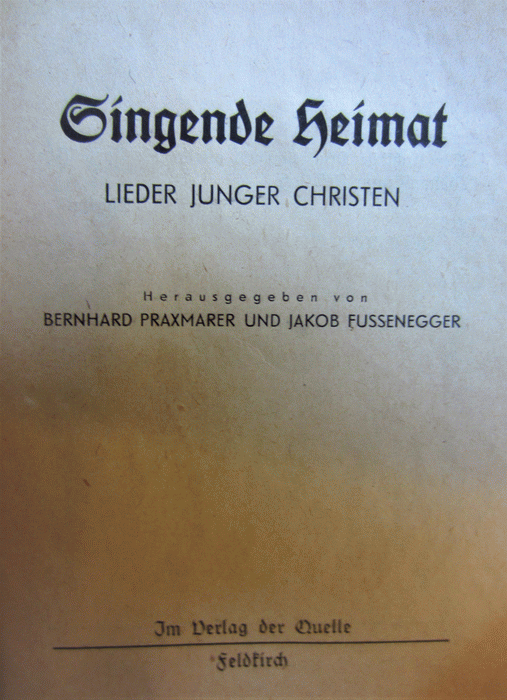 Singende Heimat
LIEDER JUNGER CHRISTEN
Herausgegeben von
BERNHARD PRAXMARER UND JAKOB FUSSENEGGER
Im Verlag der Quelle
Feldkirch